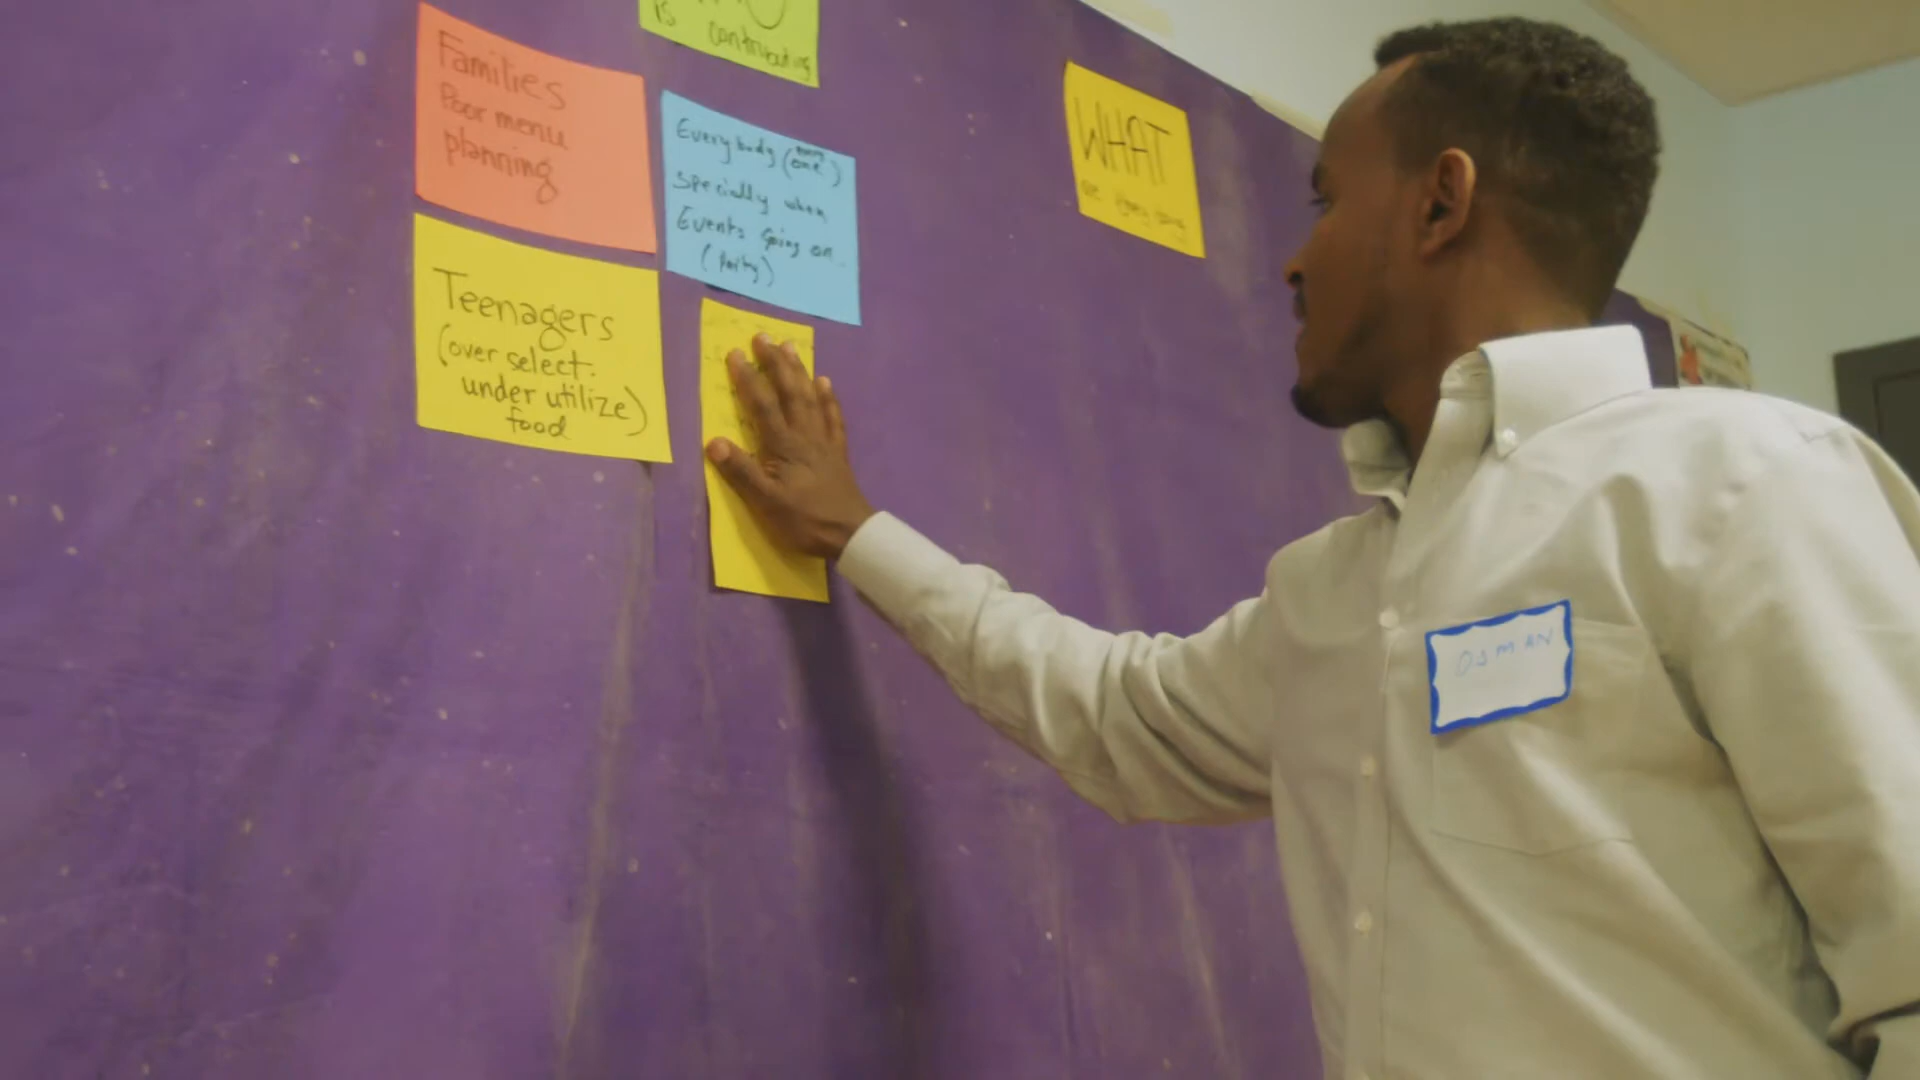 is contributing
Families
Poor menu
planning
Everybody (every one)
specially when
Events going on...
(Party)
WHAT
Teenagers
(over select.
under utilize)
food
OSMAN